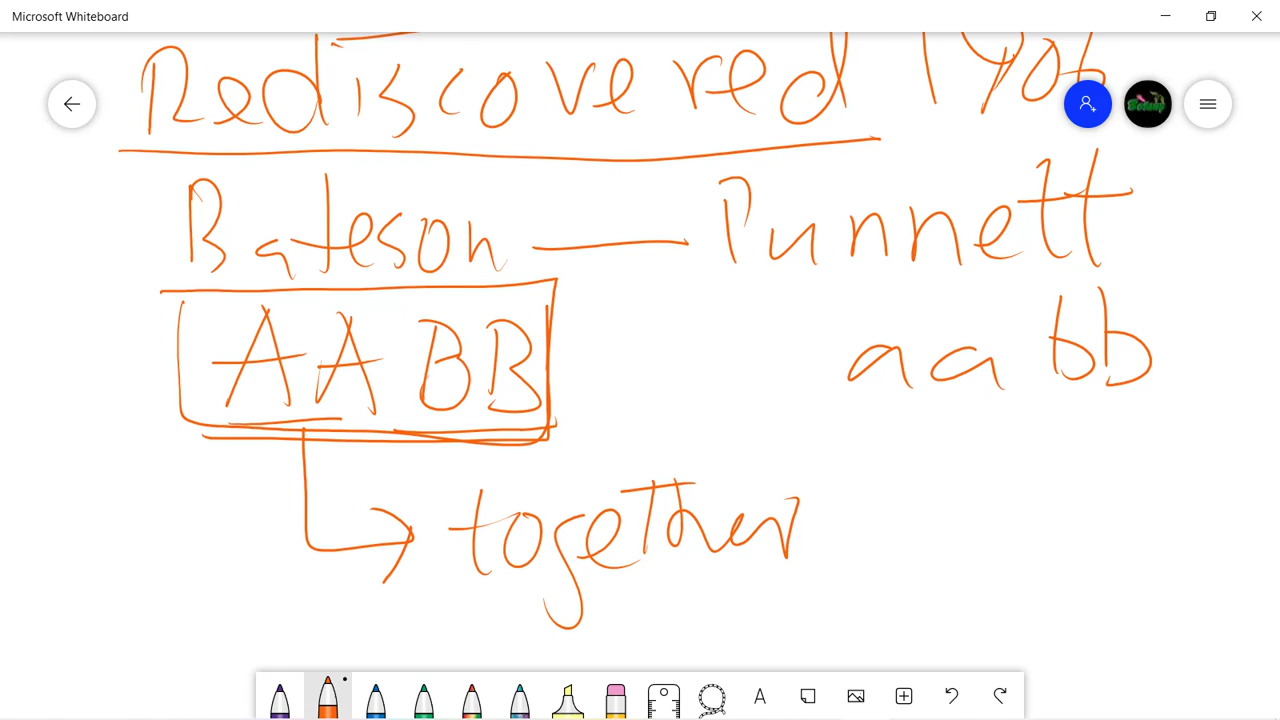 Microsoft Whiteboard
Rediscovered 1906
Bateson — Punnett
AABB aabb
together